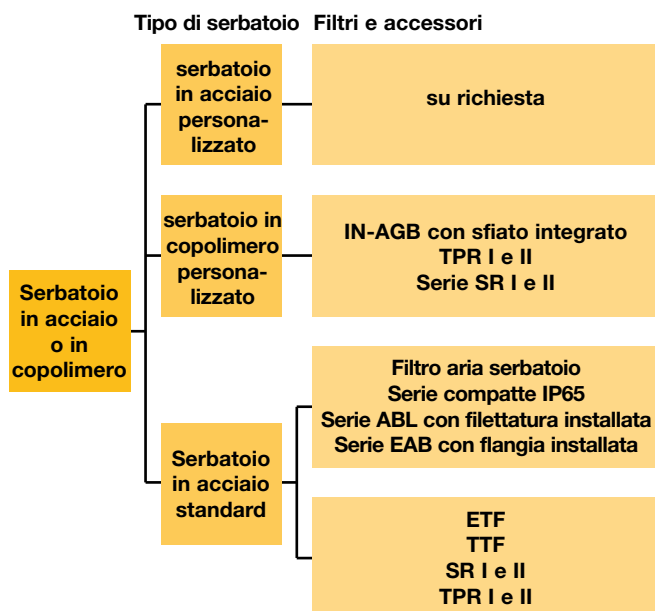 Tipo di serbatoio
Filtri e accessori
serbatoio
in acciaio
persona-
lizzato
su richiesta
serbatoio in
copolimero
persona-
lizzato
IN-AGB con sfiato integrato
TPR I e II
Serie SR I e II
Serbatoio
in acciaio
o in
copolimero
Filtro aria serbatoio
Serie compatte IP65
Serie ABL con filettatura installata
Serie EAB con flangia installata
Serbatoio
in acciaio
standard
ETF
TTF
SR I e II
TPR I e II